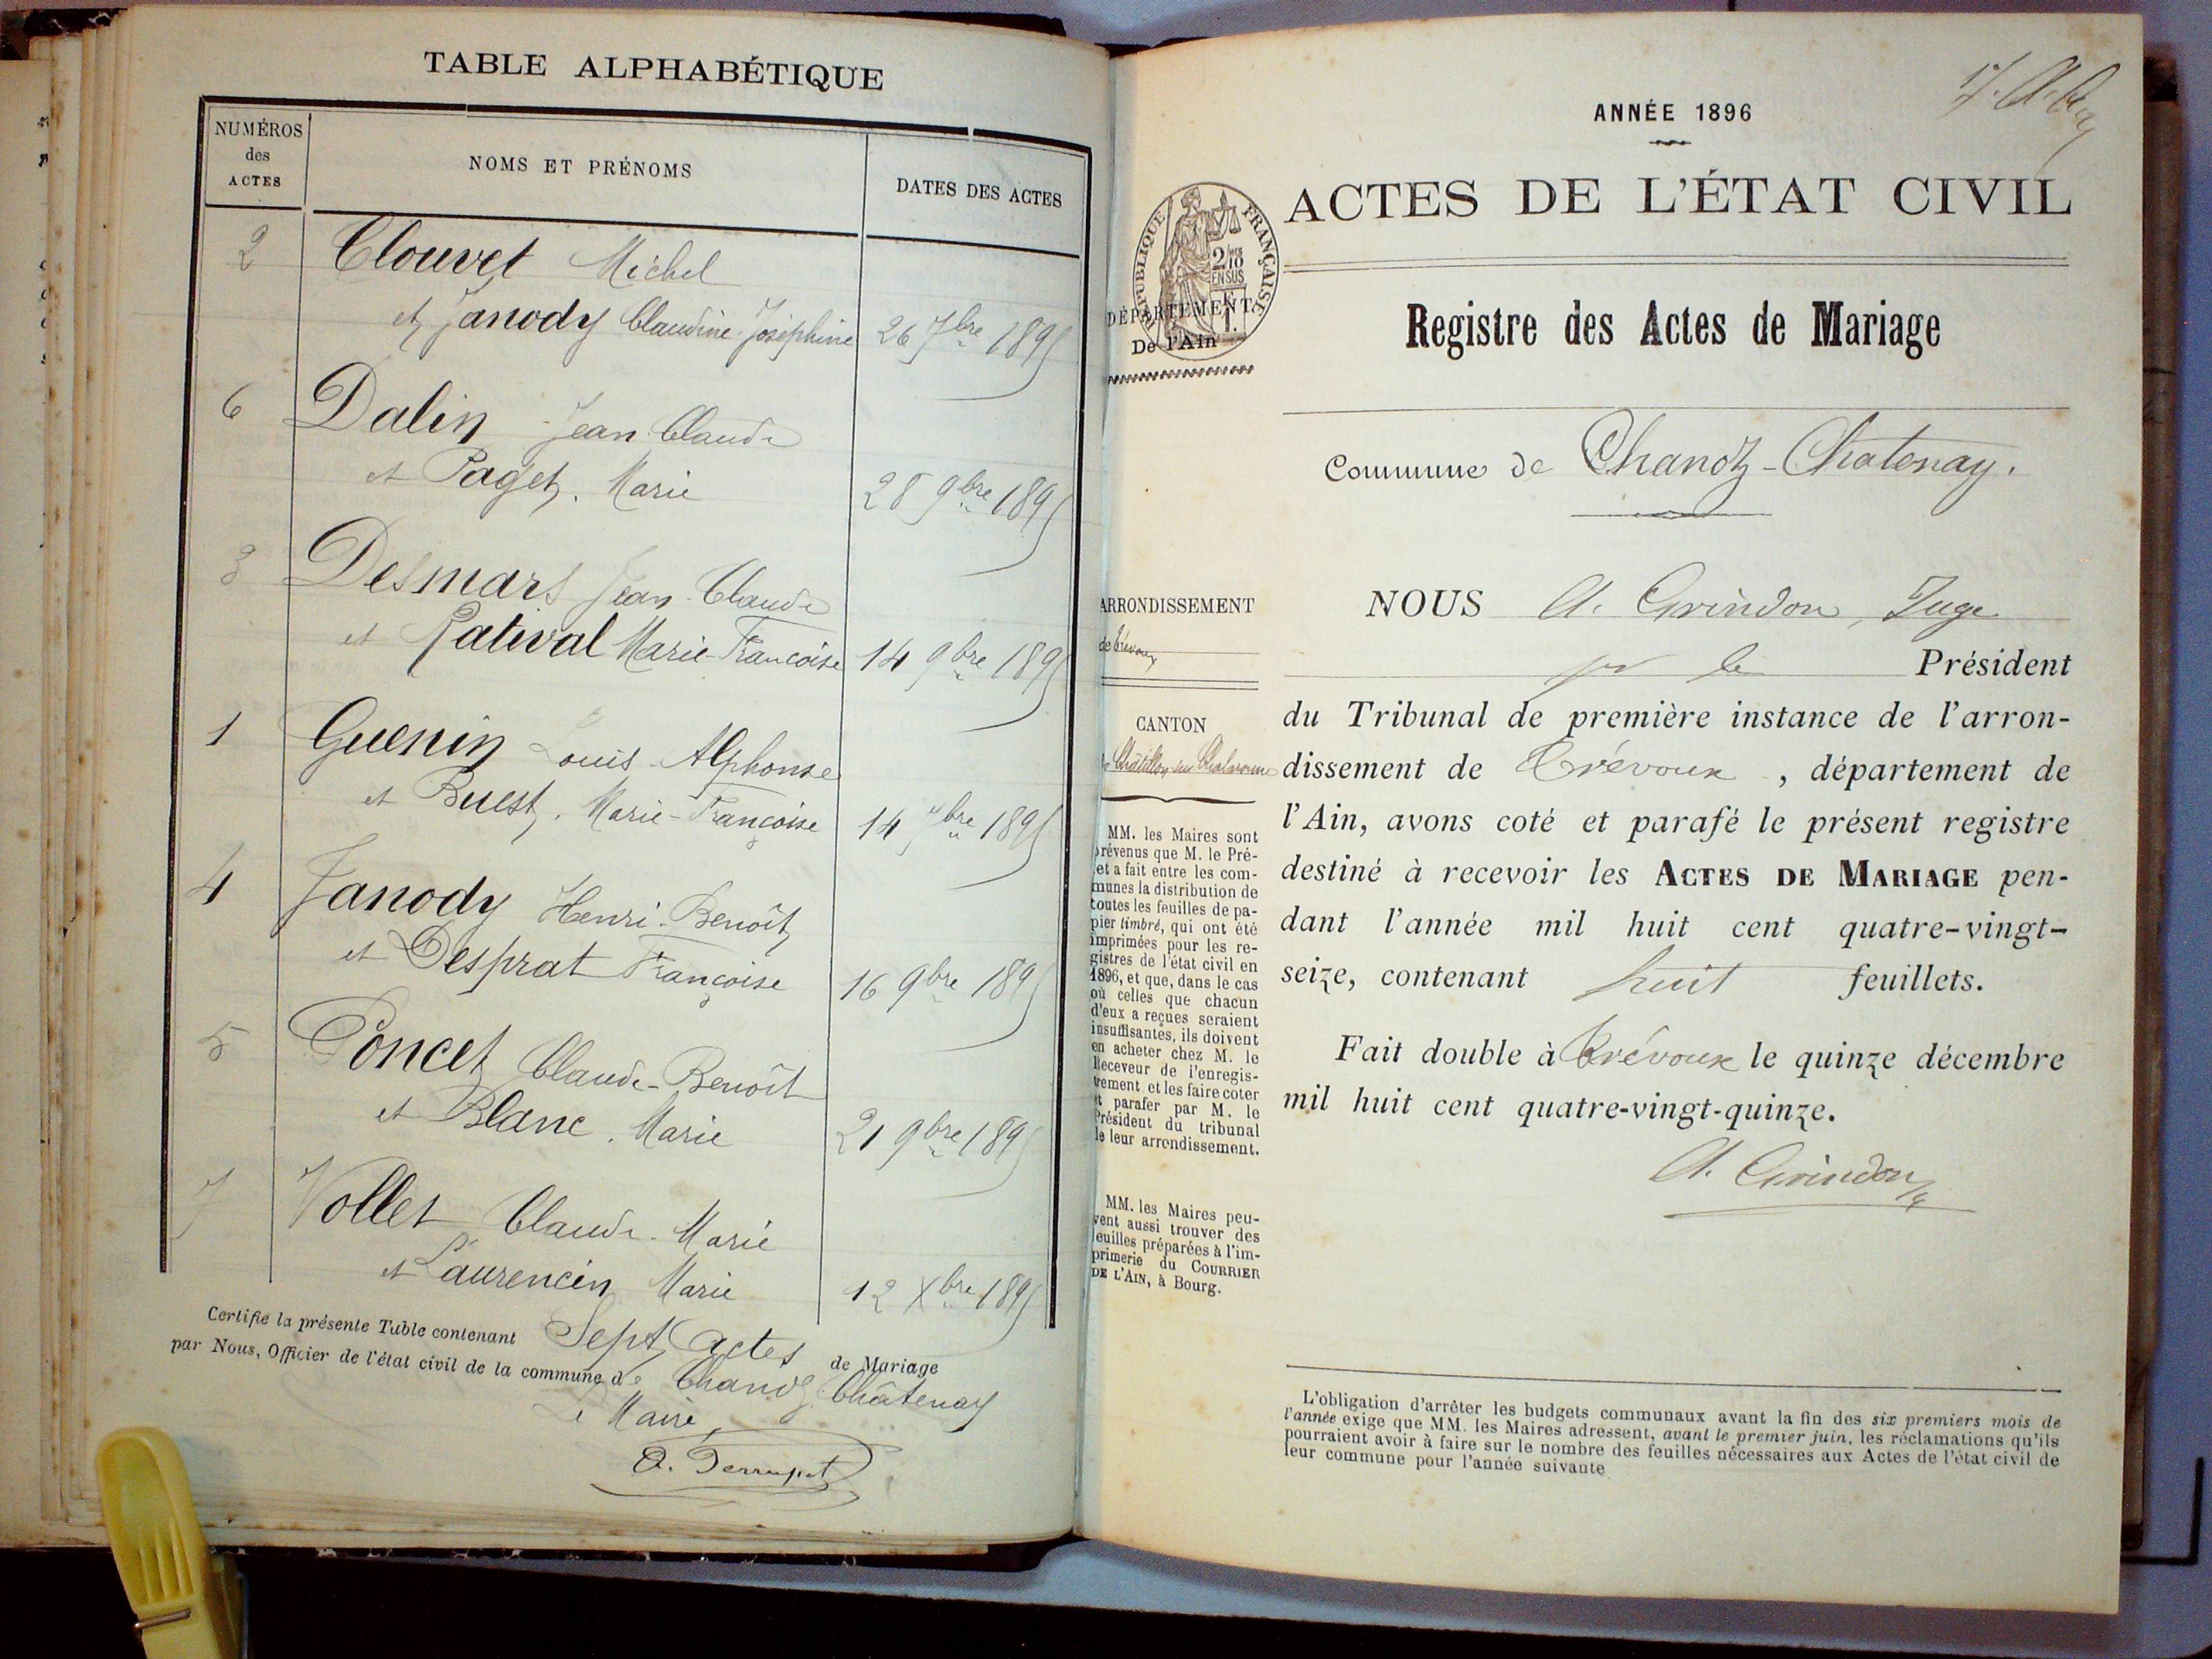 TABLE ALPHABÉTIQUE
NUMÉROS
des
ACTES
NOMS ET PRÉNOMS
DATES DES ACTES
2 Clouvet Michel
et Janody Claudine-Joséphine 26 7bre 1895
6 Dalin Jean Claude
et Paget, Marie 28 9bre 1895
3 Desmars Jean-Claude
et Ratival Marie-Francoise 14 9bre 1895
1 Guenin Louis-Alphonse
et Buest, Marie-Françoise 14 7bre 1895
4 Janody Henri-Benoît
et Desprat Françoise 16 9bre 1895
5 Poncet Claude-Benoît
et Blanc, Marie 21 9bre 1895
7 Vollet Claude-Marie
et Laurencin Marie 12 Xbre 1895
Certifié la présente Table contenant Sept actes de Mariage
par Nous, Officier de l'état civil de la commune de Chanoz Châtenay
Le Maire,
ANNÉE 1896
ACTES DE L'ÉTAT CIVIL
RÉPUBLIQUE FRANÇAISE
2/10
EN SUS
DÉPARTEMENT
De l'Ain
Registre des Actes de Mariage
Commune de Chanoz-Chatenay.
ARRONDISSEMENT
de Trévoux
CANTON
de Châtillon sur Chalaronne
MM. les Maires sont
prévenus que M. le Pré-
fet a fait entre les com-
munes la distribution de
toutes les feuilles de pa-
pier timbré, qui ont été
imprimées pour les re-
gistres de l'état civil en
1896, et que, dans le cas
où celles que chacun
d'eux a reçues seraient
insuffisantes, ils doivent
en acheter chez M. le
Receveur de l'enregis-
trement et les faire coter
et parafer par M. le
Président du tribunal
de leur arrondissement.
MM. les Maires peu-
vent aussi trouver des
feuilles préparées à l'im-
primerie du COURRIER
DE L'AIN, à Bourg.
NOUS A. Grindon, Juge
pr le Président
du Tribunal de première instance de l'arron-
dissement de Trévoux , département de
l'Ain, avons coté et parafé le présent registre
destiné à recevoir les ACTES DE MARIAGE pen-
dant l'année mil huit cent quatre-vingt-
seize, contenant huit feuillets.
Fait double à Trévoux le quinze décembre
mil huit cent quatre-vingt-quinze.
A. Grindon
L'obligation d'arrêter les budgets communaux avant la fin des six premiers mois de
l'année exige que MM. les Maires adressent, avant le premier juin, les réclamations qu'ils
pourraient avoir à faire sur le nombre des feuilles nécessaires aux Actes de l'état civil de
leur commune pour l'année suivante